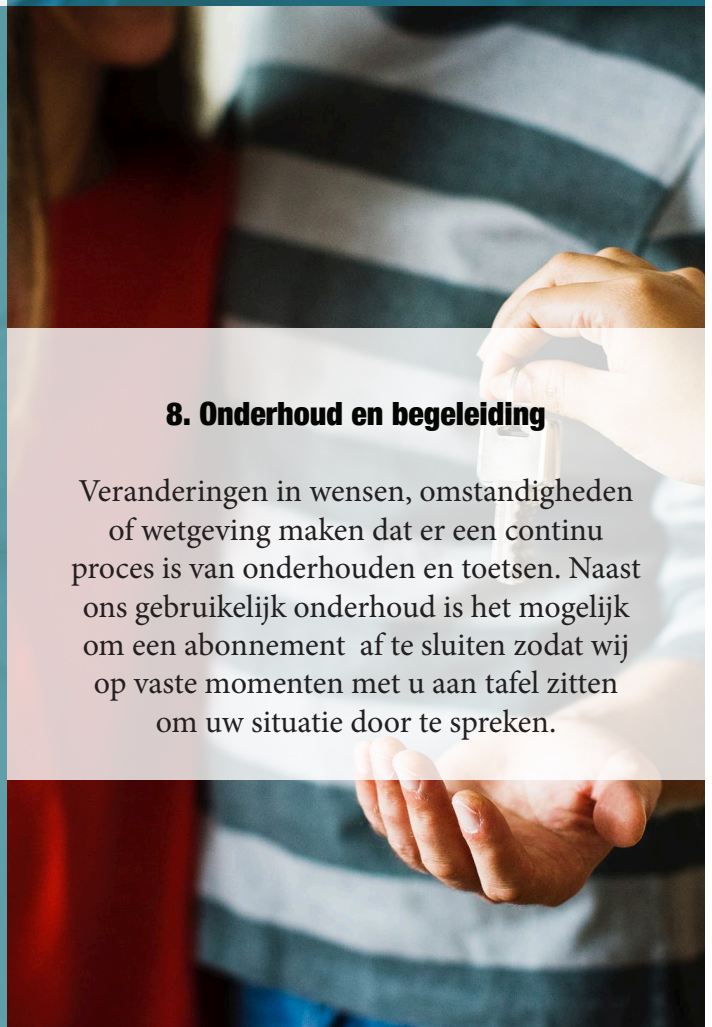 8. Onderhoud en begeleiding
Veranderingen in wensen, omstandigheden
of wetgeving maken dat er een continu
proces is van onderhouden en toetsen. Naast
ons gebruikelijk onderhoud is het mogelijk
om een abonnement  af te sluiten zodat wij
op vaste momenten met u aan tafel zitten
om uw situatie door te spreken.